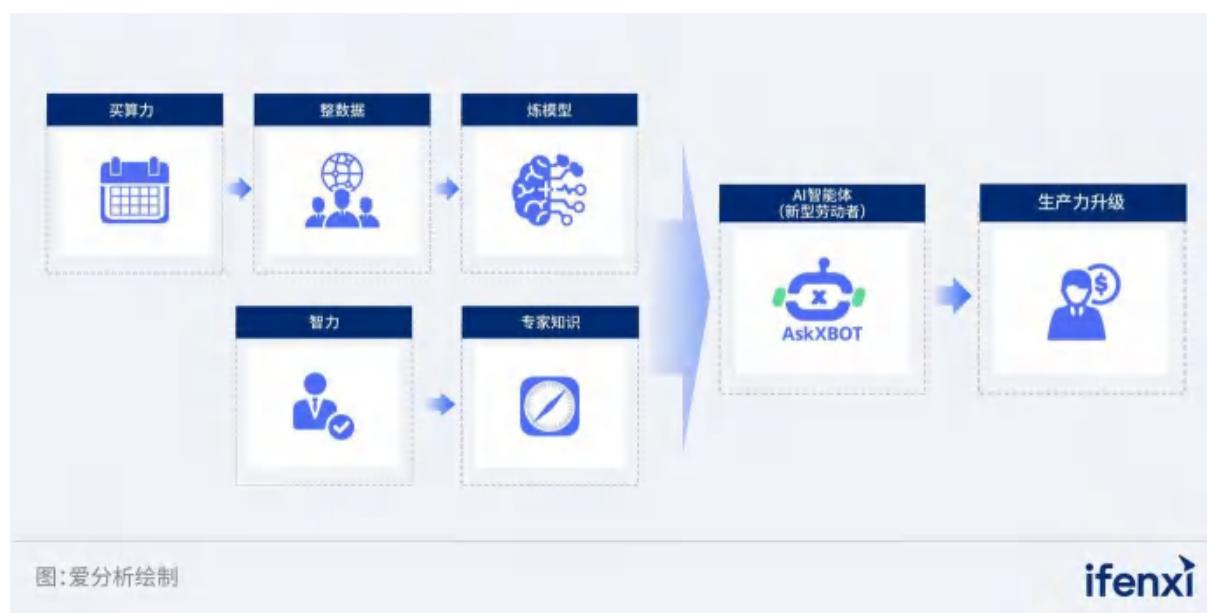 买算力
整数据
炼模型
AI智能体
(新型劳动者)
生产力升级
x
$
AskXBOT
智力
专家知识
图:爱分析绘制
ifenxi